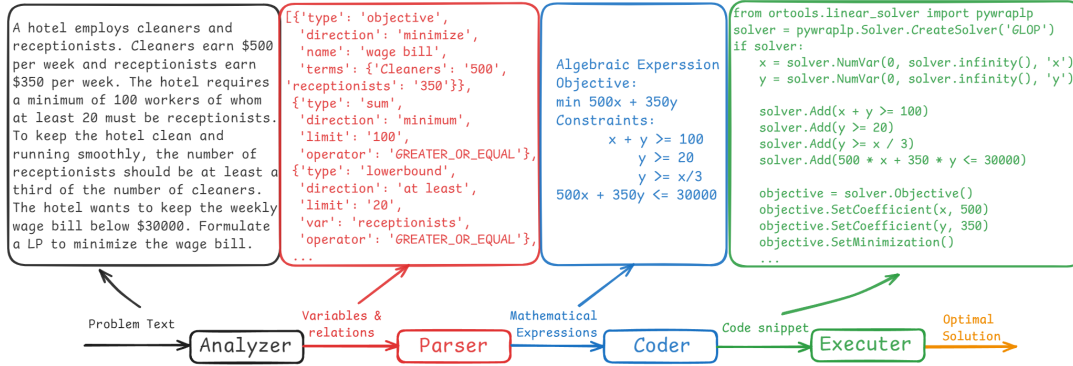 A hotel employs cleaners and
receptionists. Cleaners earn $500
per week and receptionists earn
$350 per week. The hotel requires
a minimum of 100 workers of whom
at least 20 must be receptionists.
To keep the hotel clean and
running smoothly, the number of
receptionists should be at least a
third of the number of cleaners.
The hotel wants to keep the weekly
wage bill below $30000. Formulate
a LP to minimize the wage bill.
[{'type': 'objective',
'direction': 'minimize',
'name': 'wage bill',
'terms': {'Cleaners': '500',
'receptionists': '350'}},
{'type': 'sum',
'direction': 'minimum',
'limit': '100',
'operator': 'GREATER_OR_EQUAL'},
{'type': 'lowerbound',
'direction': 'at least',
'limit': '20',
'var': 'receptionists',
'operator': 'GREATER_OR_EQUAL'},
...
Algebraic Experssion
Objective:
min 500x + 350y
Constraints:
x + y >= 100
y >= 20
y >= x/3
500x + 350y <= 30000
from ortools.linear_solver import pywraplp
solver = pywraplp.Solver.CreateSolver('GLOP')
if solver:
x = solver.NumVar(0, solver.infinity(), 'x')
y = solver.NumVar(0, solver.infinity(), 'y')
solver.Add(x + y >= 100)
solver.Add(y >= 20)
solver.Add(y >= x / 3)
solver.Add(500 * x + 350 * y <= 30000)
objective = solver.Objective()
objective.SetCoefficient(x, 500)
objective.SetCoefficient(y, 350)
objective.SetMinimization()
...
Problem Text
Analyzer
Variables &
relations
Parser
Mathematical
Expressions
Coder
Code snippet
Executer
Optimal
Solution